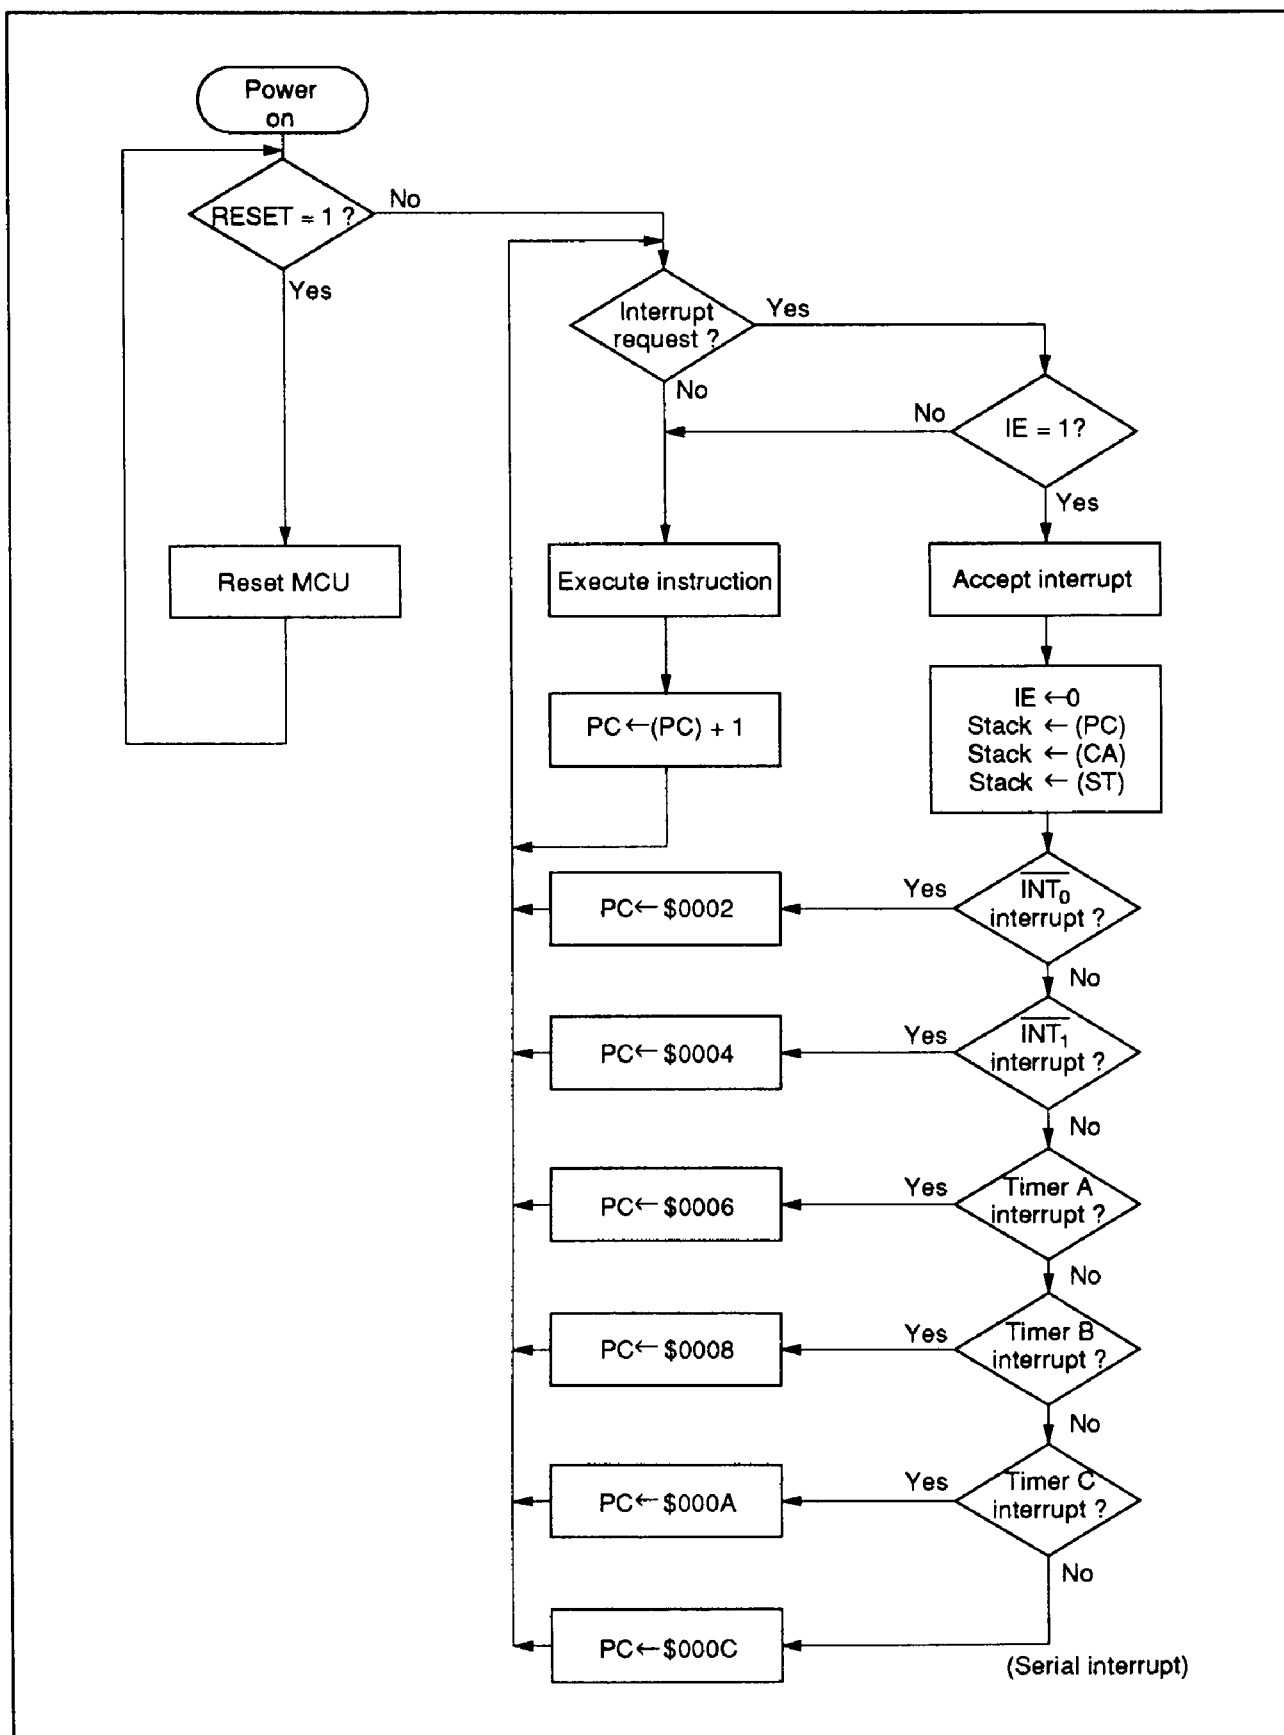 Power
on
RESET = 1 ?
No
Yes
Interrupt
request ?
Yes
No
No
IE = 1?
Yes
Reset MCU
Execute instruction
Accept interrupt
PC ← (PC) + 1
IE ← 0
Stack ← (PC)
Stack ← (CA)
Stack ← (ST)
PC ← $0002
Yes
I̅N̅T̅₀
interrupt ?
No
PC ← $0004
Yes
I̅N̅T̅₁
interrupt ?
No
PC ← $0006
Yes
Timer A
interrupt ?
No
PC ← $0008
Yes
Timer B
interrupt ?
No
PC ← $000A
Yes
Timer C
interrupt ?
No
PC ← $000C
(Serial interrupt)